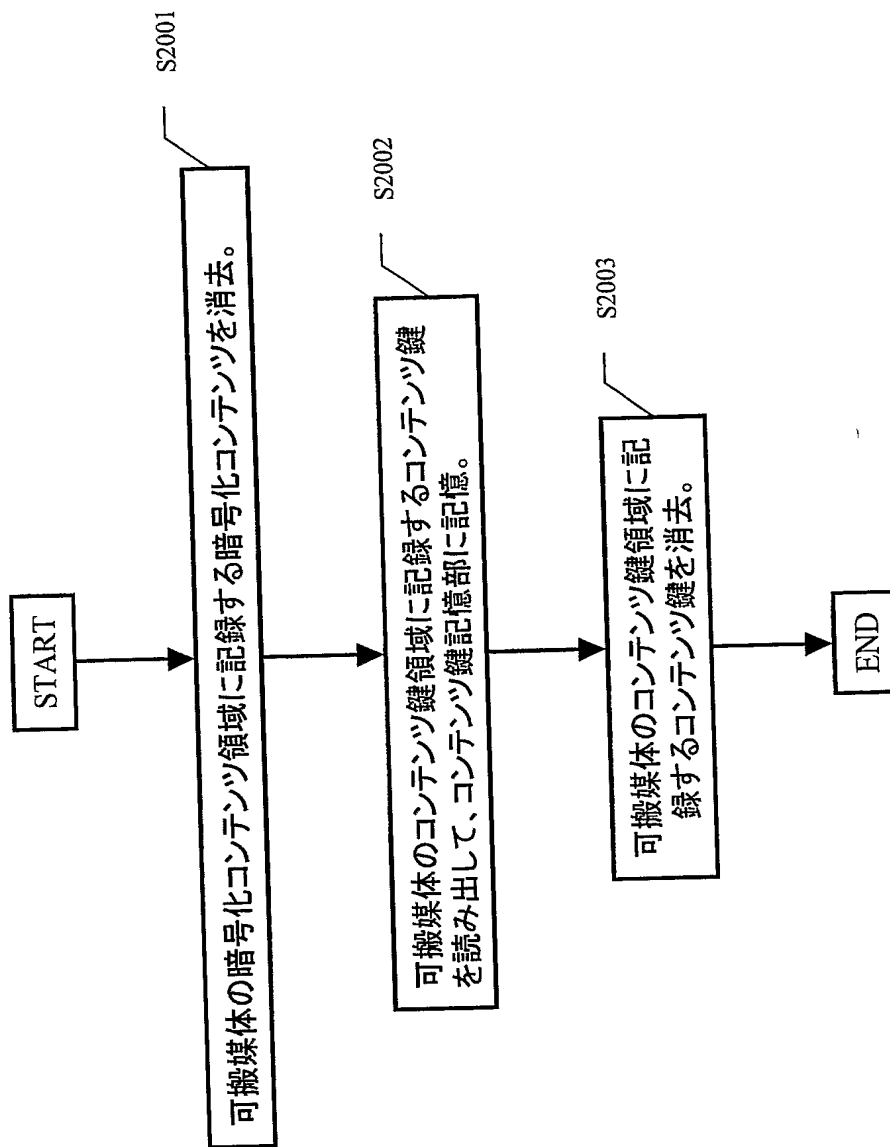 START
可搬媒体の暗号化コンテンツ領域に記録する暗号化コンテンツを消去。
S2001
可搬媒体のコンテンツ鍵領域に記録するコンテンツ鍵
を読み出して、コンテンツ鍵記憶部に記憶。
S2002
可搬媒体のコンテンツ鍵領域に記
録するコンテンツ鍵を消去。
S2003
END